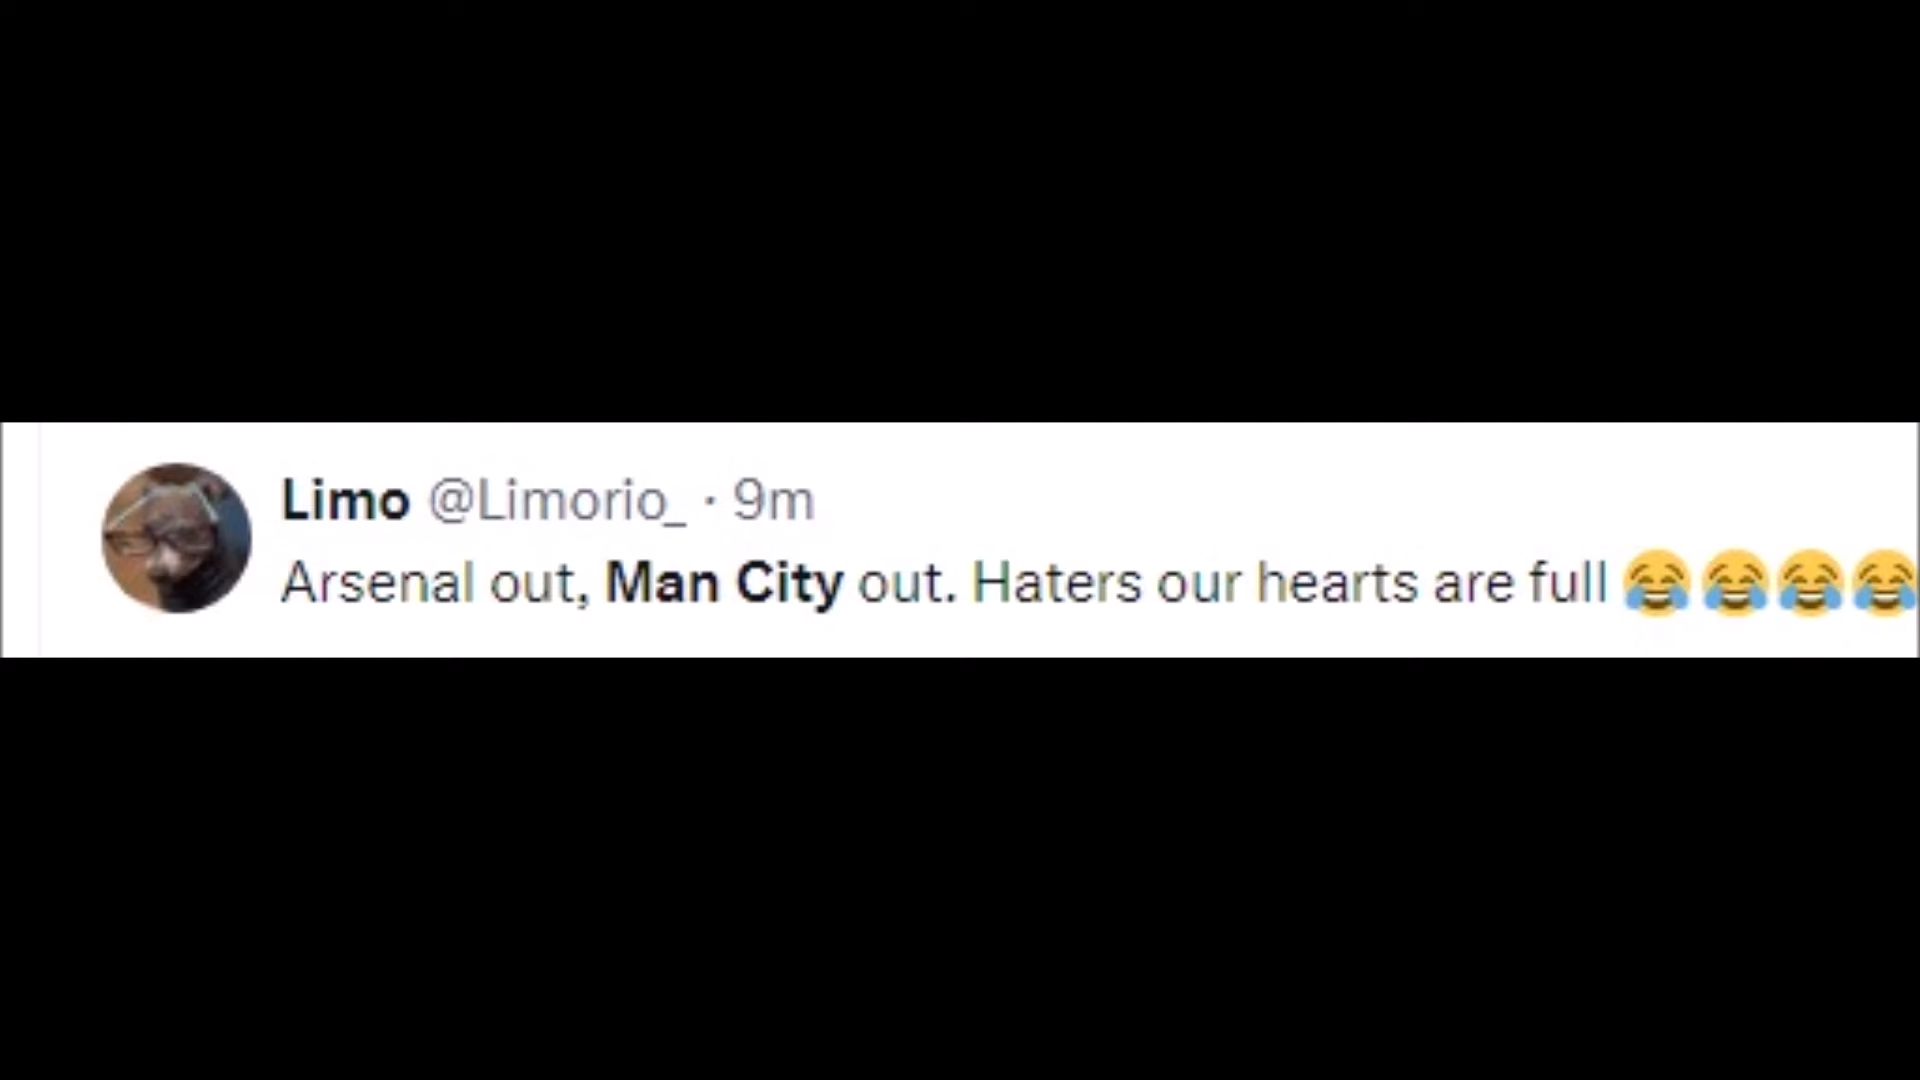 Limo @Limorio_ · 9m
Arsenal out, Man City out. Haters our hearts are full 😂😂😂😂